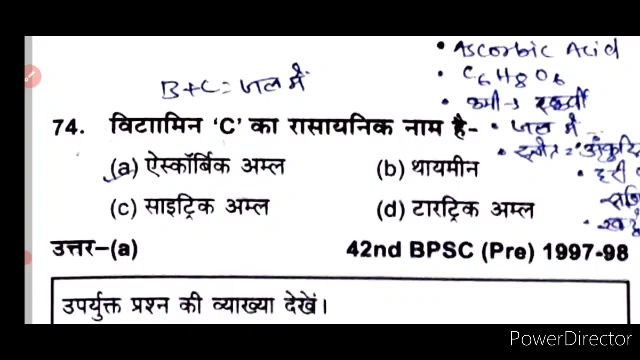 • Ascorbic Acid
• C6H8O6
B+C = जल में
• कमी → स्कर्वी
74. विटामिन 'C' का रासायनिक नाम है-
• जल में
(a) ऐस्कॉर्बिक अम्ल (b) थायमीन
• स्रोत = अंकुरित
• हरी
(c) साइट्रिक अम्ल (d) टारट्रिक अम्ल
उत्तर–(a) 42nd BPSC (Pre) 1997-98
उपर्युक्त प्रश्न की व्याख्या देखें।
PowerDirector